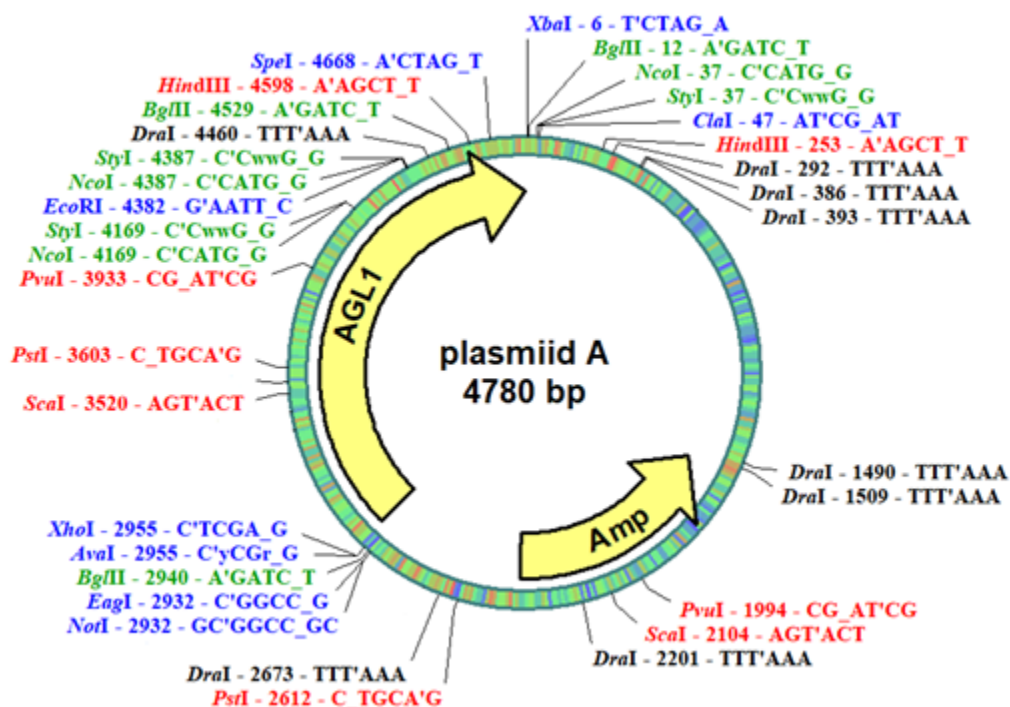 XbaI - 6 - T'CTAG_A
BglII - 12 - A'GATC_T
NcoI - 37 - C'CATG_G
StyI - 37 - C'CwwG_G
ClaI - 47 - AT'CG_AT
HindIII - 253 - A'AGCT_T
DraI - 292 - TTT'AAA
DraI - 386 - TTT'AAA
DraI - 393 - TTT'AAA
SpeI - 4668 - A'CTAG_T
HindIII - 4598 - A'AGCT_T
BglII - 4529 - A'GATC_T
DraI - 4460 - TTT'AAA
StyI - 4387 - C'CwwG_G
NcoI - 4387 - C'CATG_G
EcoRI - 4382 - G'AATT_C
StyI - 4169 - C'CwwG_G
NcoI - 4169 - C'CATG_G
PvuI - 3933 - CG_AT'CG
PstI - 3603 - C_TGCA'G
ScaI - 3520 - AGT'ACT
AGL1
plasmiid A
4780 bp
Amp
DraI - 1490 - TTT'AAA
DraI - 1509 - TTT'AAA
XhoI - 2955 - C'TCGA_G
AvaI - 2955 - C'yCGr_G
BglII - 2940 - A'GATC_T
EagI - 2932 - C'GGCC_G
NotI - 2932 - GC'GGCC_GC
DraI - 2673 - TTT'AAA
PstI - 2612 - C_TGCA'G
PvuI - 1994 - CG_AT'CG
ScaI - 2104 - AGT'ACT
DraI - 2201 - TTT'AAA